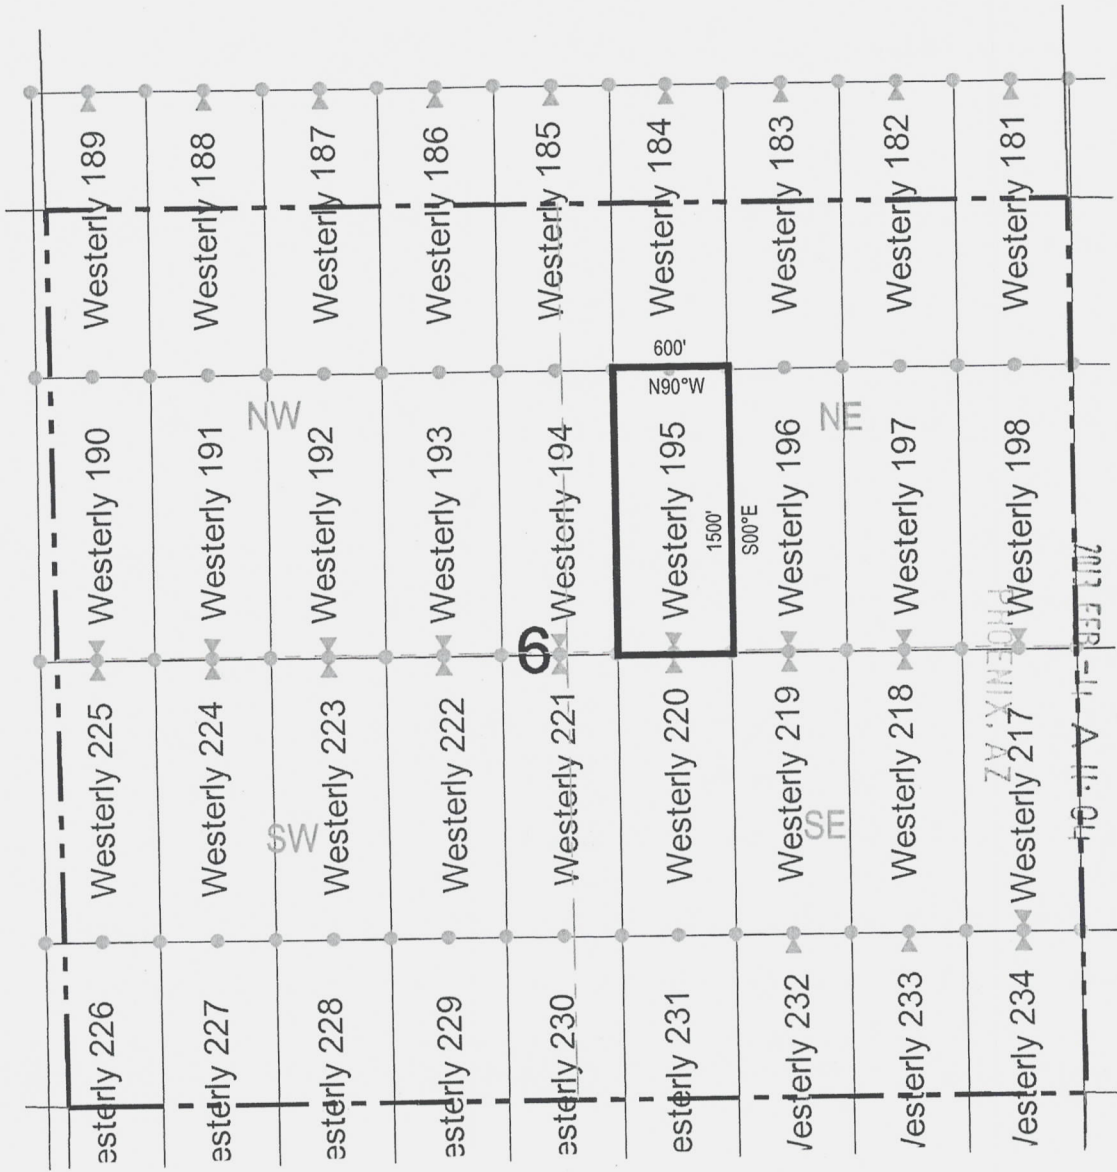 Westerly 189
Westerly 188
Westerly 187
Westerly 186
Westerly 185
Westerly 184
Westerly 183
Westerly 182
Westerly 181
600'
N90°W
NW
NE
Westerly 190
Westerly 191
Westerly 192
Westerly 193
Westerly 194
Westerly 195
1500'
S00°E
Westerly 196
Westerly 197
Westerly 198
6
PHOENIX, AZ
Westerly 225
Westerly 224
Westerly 223
Westerly 222
Westerly 221
Westerly 220
Westerly 219
Westerly 218
Westerly 217
SW
SE
esterly 226
esterly 227
esterly 228
esterly 229
esterly 230
esterly 231
Westerly 232
Westerly 233
Westerly 234